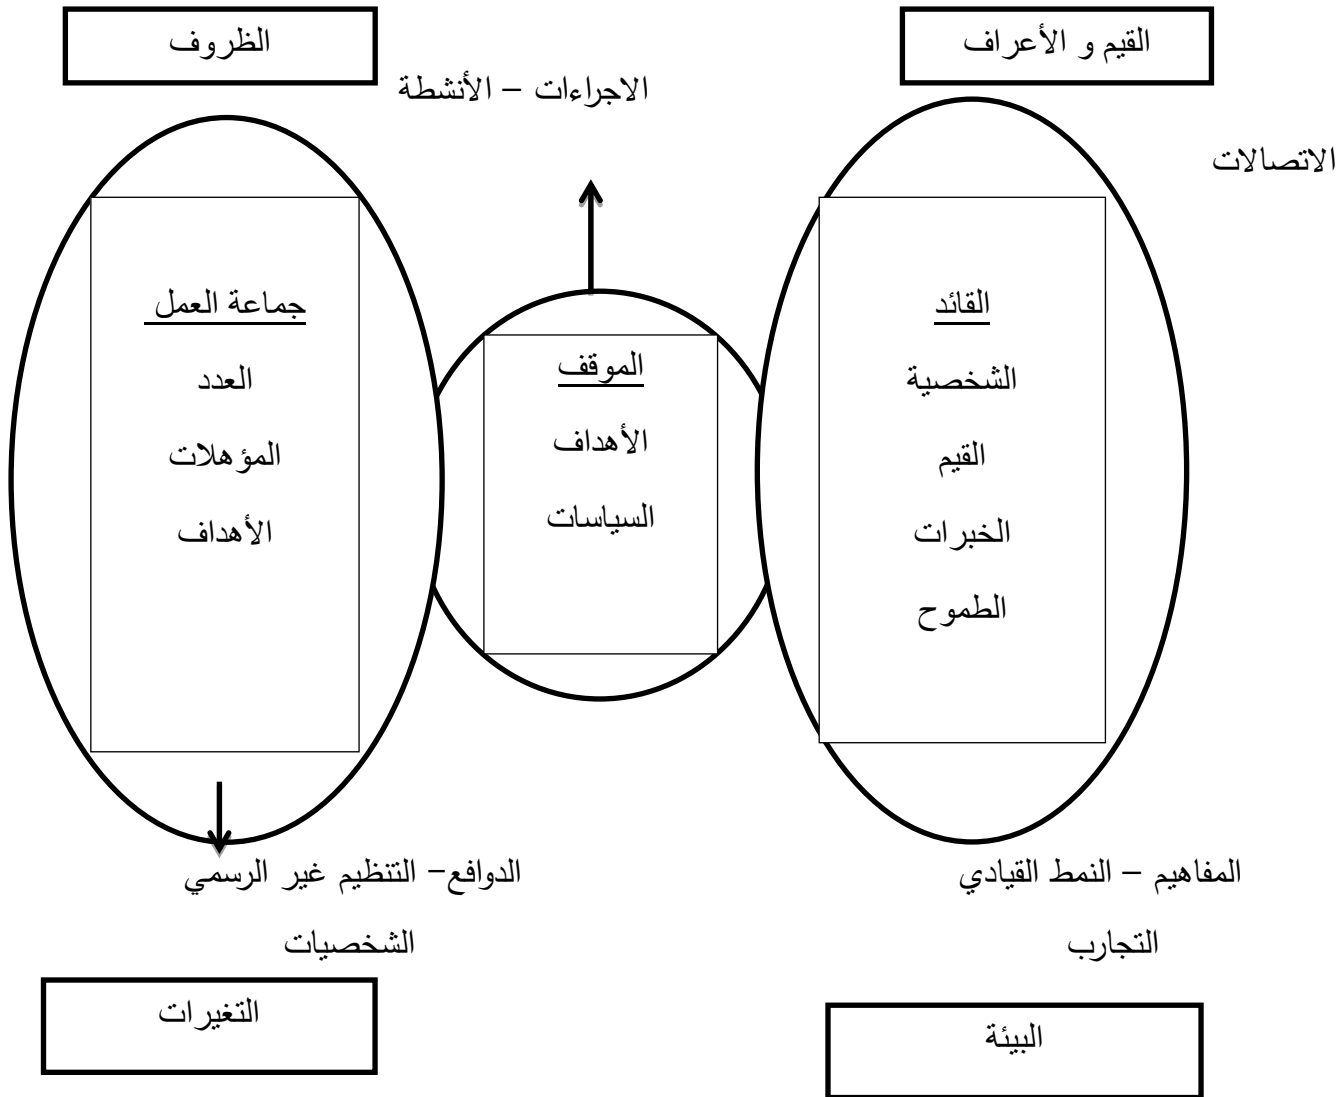 القيم و الأعراف
الظروف
الاجراءات – الأنشطة
الاتصالات
القائد
الشخصية
القيم
الخبرات
الطموح
الموقف
الأهداف
السياسات
جماعة العمل
العدد
المؤهلات
الأهداف
المفاهيم – النمط القيادي
التجارب
الدوافع– التنظيم غير الرسمي
الشخصيات
البيئة
التغيرات